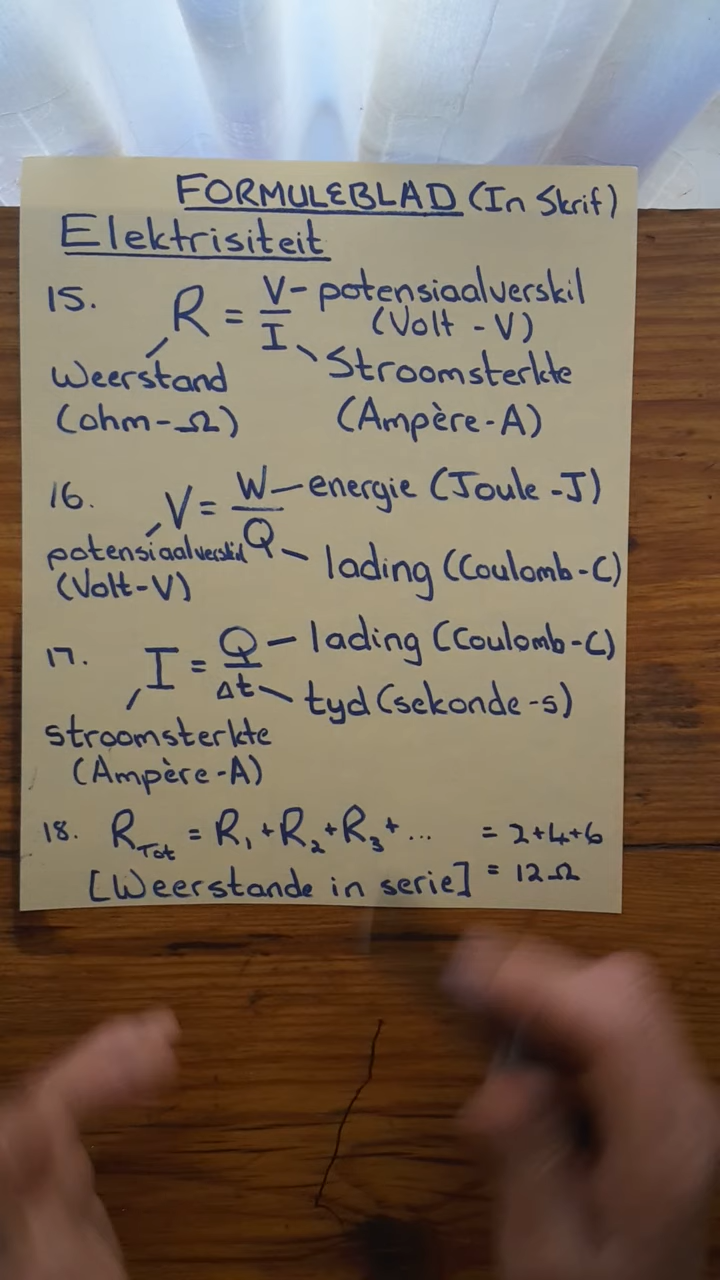 FORMULEBLAD (In Skrif)
Elektrisiteit
15. R = V/I
V – potensiaalverskil
(Volt - V)
Stroomsterkte
(Ampère - A)
Weerstand
(ohm - Ω)
16. V = W/Q
W – energie (Joule - J)
potensiaalverskil
(Volt - V)
lading (Coulomb - C)
17. I = Q/Δt
Q – lading (Coulomb - C)
tyd (sekonde - s)
stroomsterkte
(Ampère - A)
18. R_Tot = R₁ + R₂ + R₃ + ... = 2 + 4 + 6
[Weerstande in serie] = 12 Ω